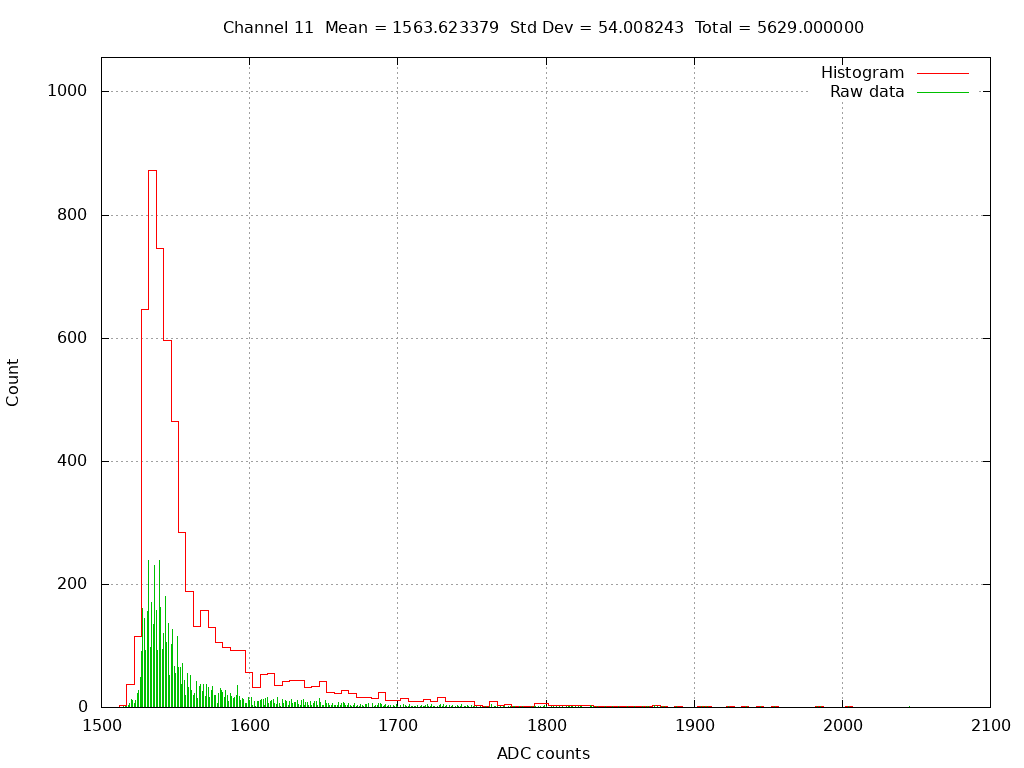 Channel 11  Mean = 1563.623379  Std Dev = 54.008243  Total = 5629.000000
Histogram
Raw data
1000
800
600
400
200
0
Count
1500 1600 1700 1800 1900 2000 2100
ADC counts